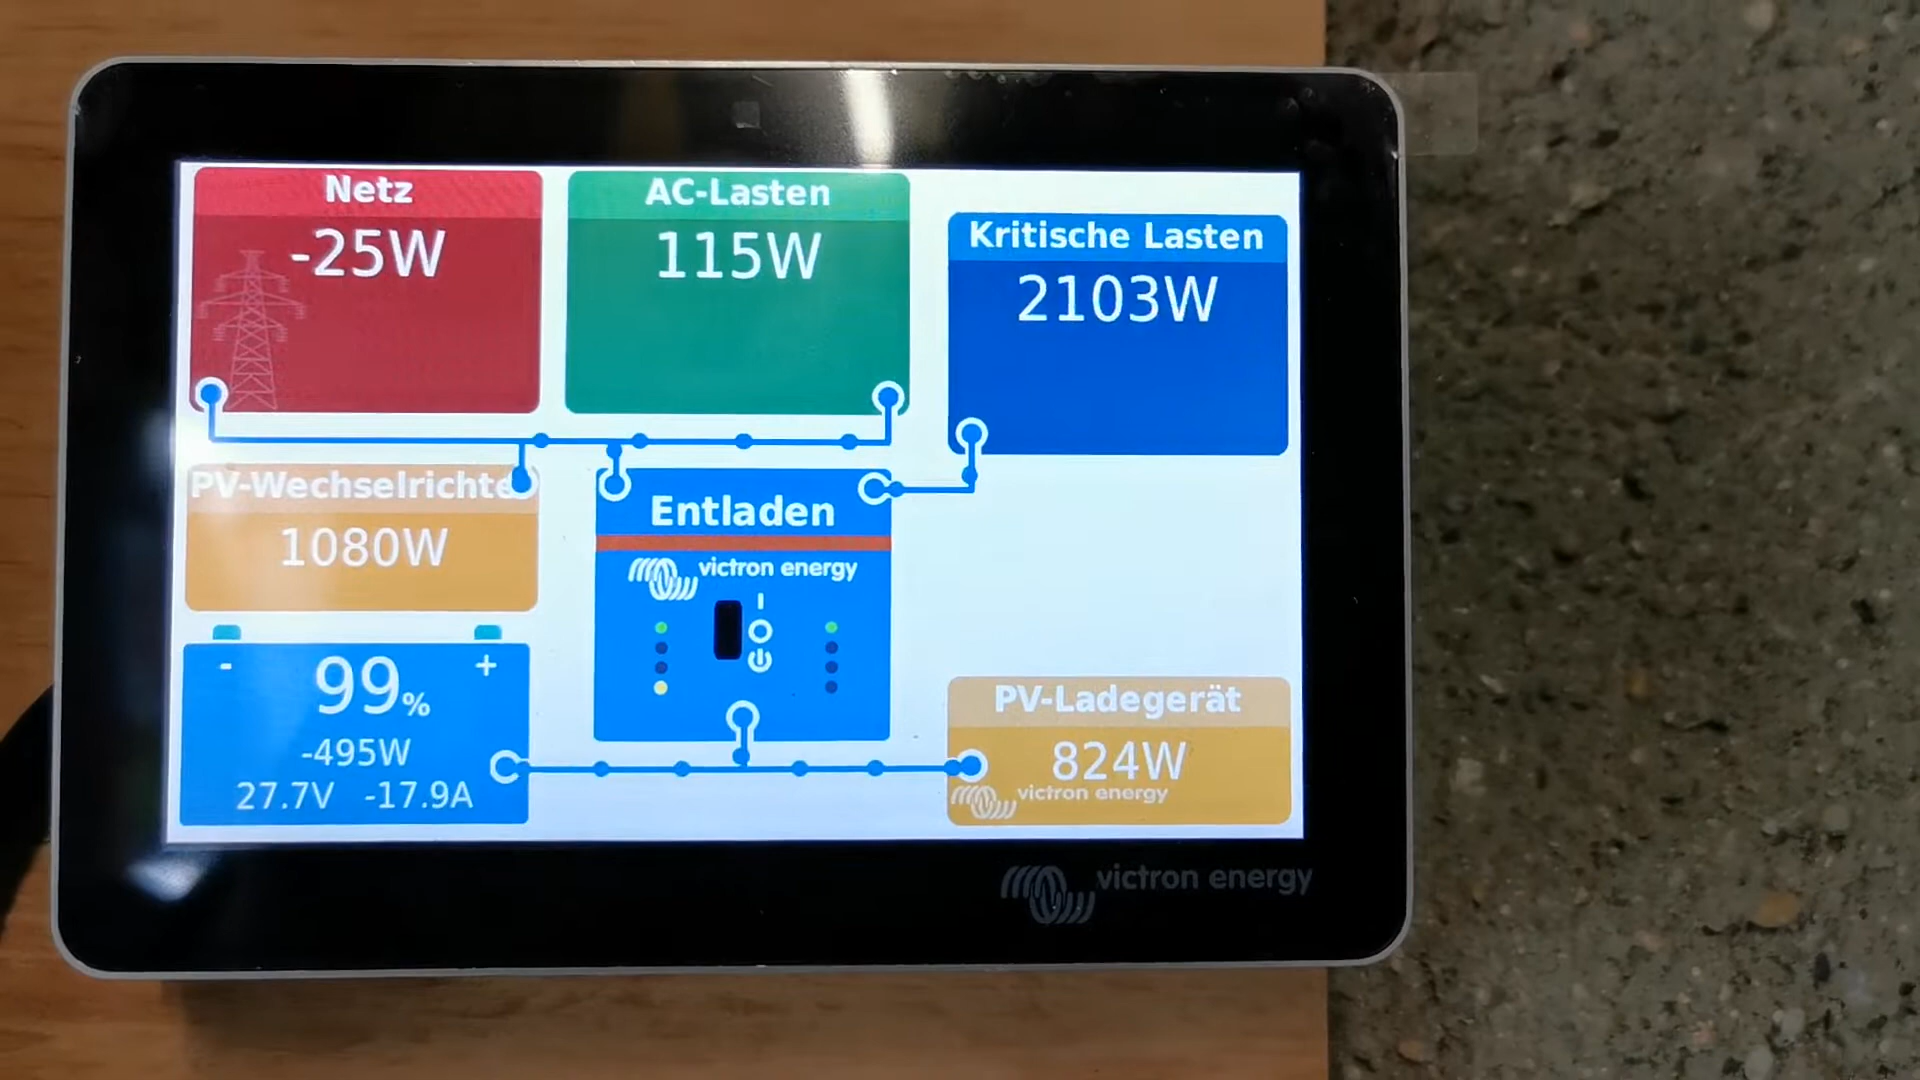 Netz
-25W
AC-Lasten
115W
Kritische Lasten
2103W
PV-Wechselrichte
1080W
Entladen
victron energy
- 99% +
-495W
27.7V -17.9A
PV-Ladegerät
824W
victron energy
victron energy